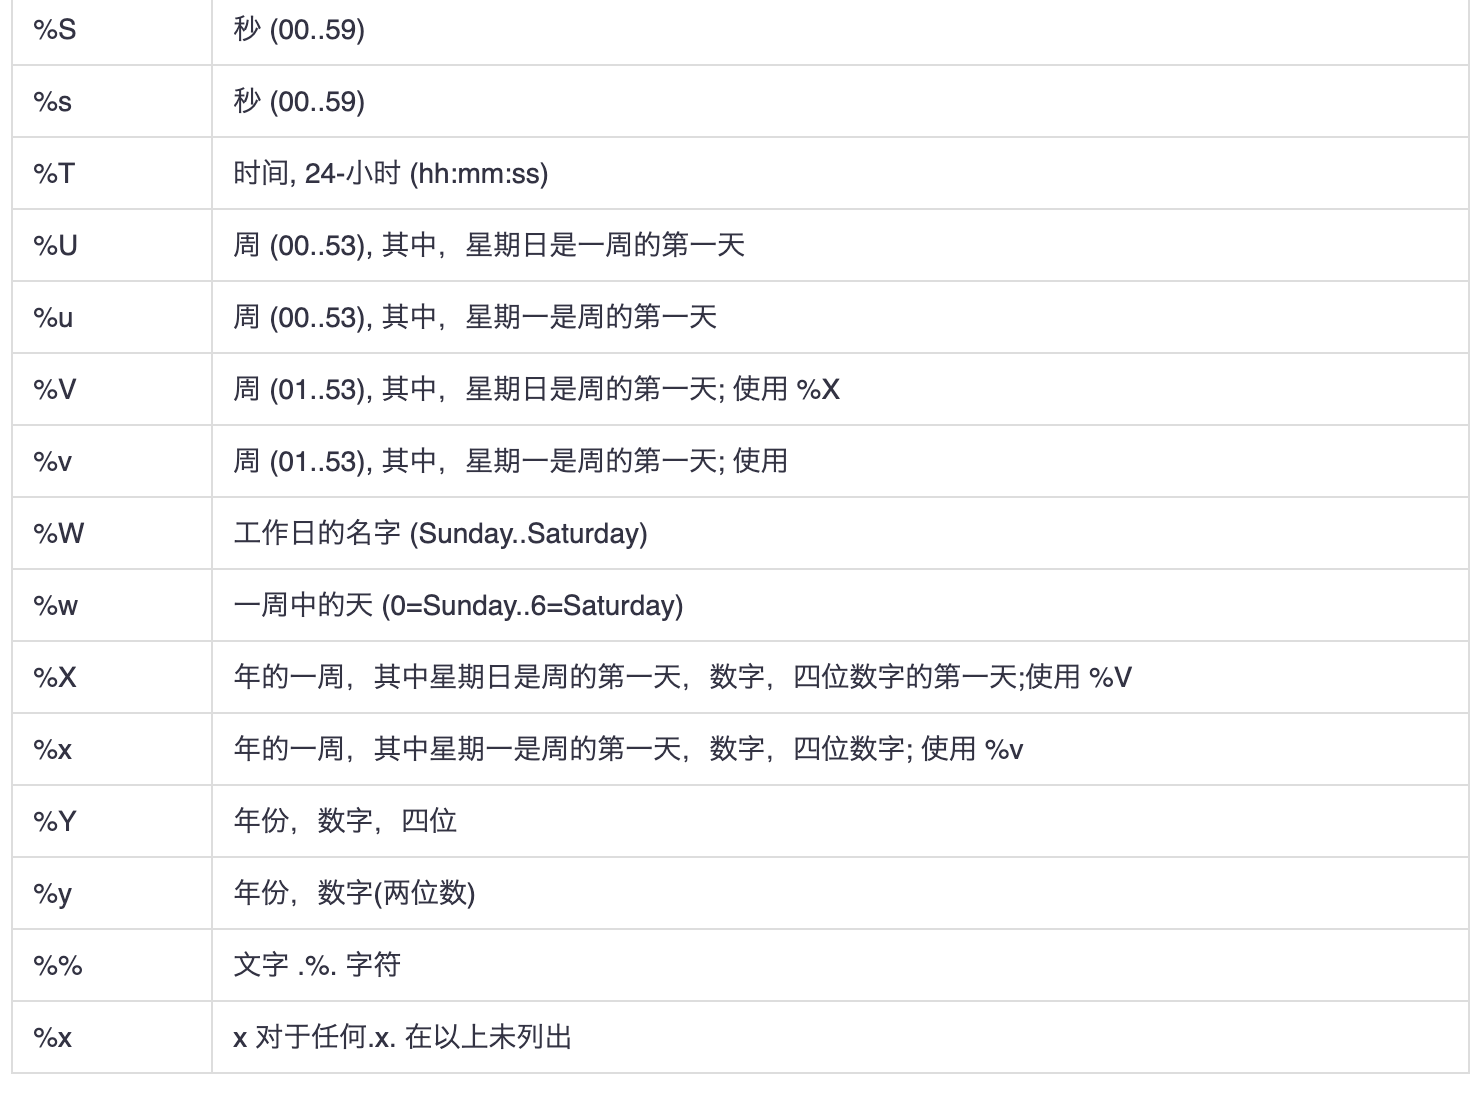 %S 秒 (00..59)
%s 秒 (00..59)
%T 时间, 24-小时 (hh:mm:ss)
%U 周 (00..53), 其中，星期日是一周的第一天
%u 周 (00..53), 其中，星期一是周的第一天
%V 周 (01..53), 其中，星期日是周的第一天; 使用 %X
%v 周 (01..53), 其中，星期一是周的第一天; 使用
%W 工作日的名字 (Sunday..Saturday)
%w 一周中的天 (0=Sunday..6=Saturday)
%X 年的一周，其中星期日是周的第一天，数字，四位数字的第一天;使用 %V
%x 年的一周，其中星期一是周的第一天，数字，四位数字; 使用 %v
%Y 年份，数字，四位
%y 年份，数字(两位数)
%% 文字 .%. 字符
%x x 对于任何.x. 在以上未列出